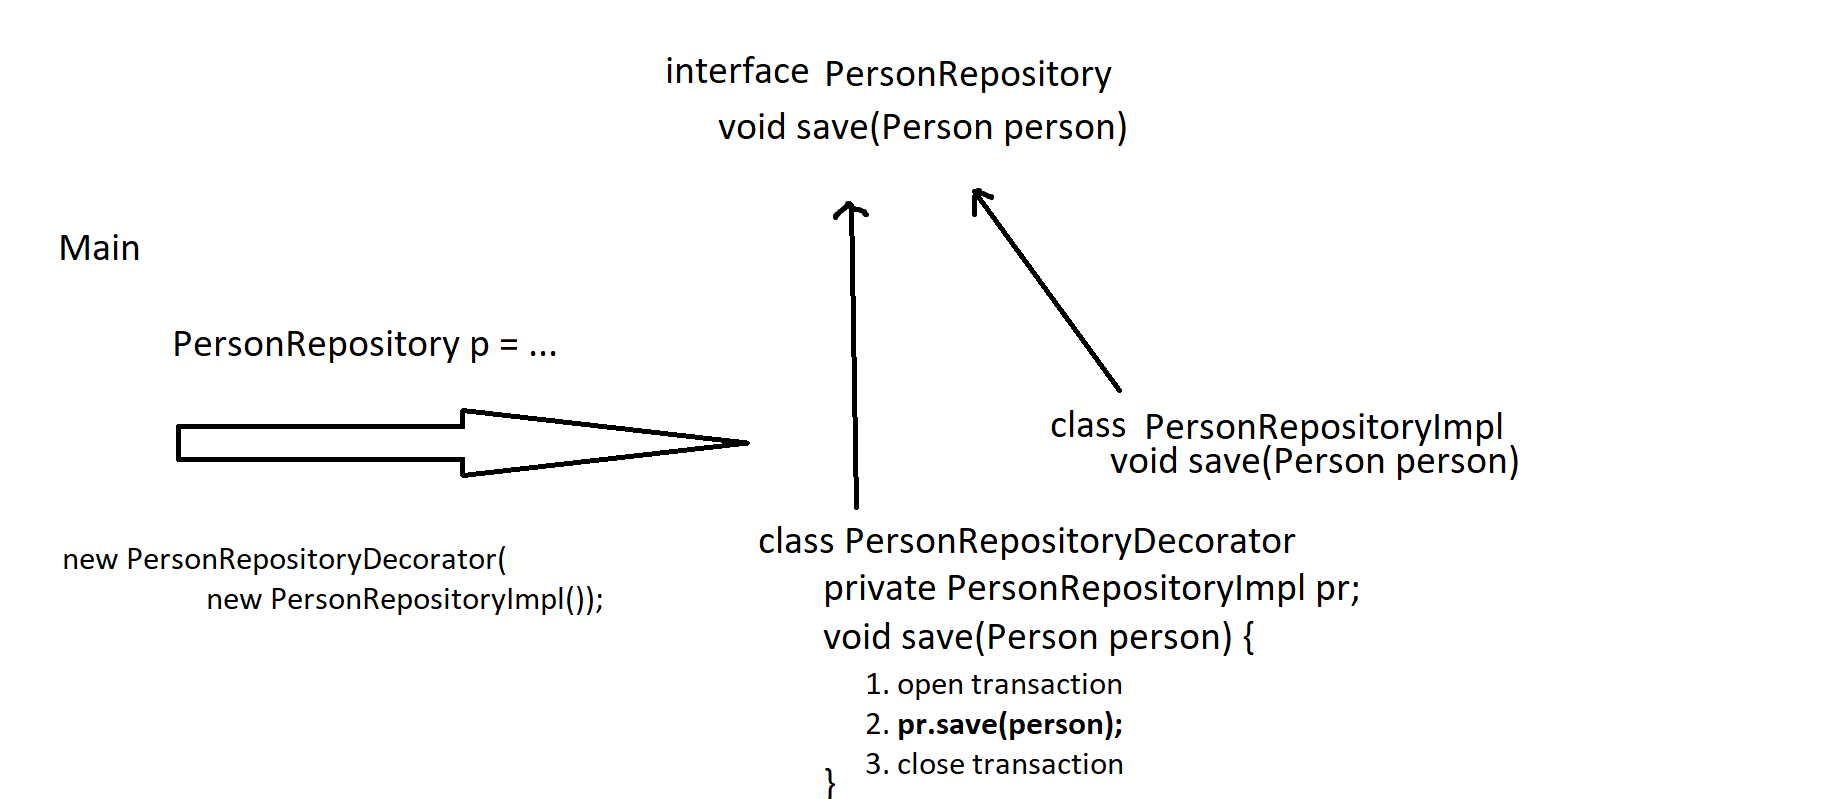 interface PersonRepository
void save(Person person)
Main
PersonRepository p = ...
class PersonRepositoryImpl
void save(Person person)
new PersonRepositoryDecorator(
new PersonRepositoryImpl());
class PersonRepositoryDecorator
private PersonRepositoryImpl pr;
void save(Person person) {
1. open transaction
2. pr.save(person);
3. close transaction
}